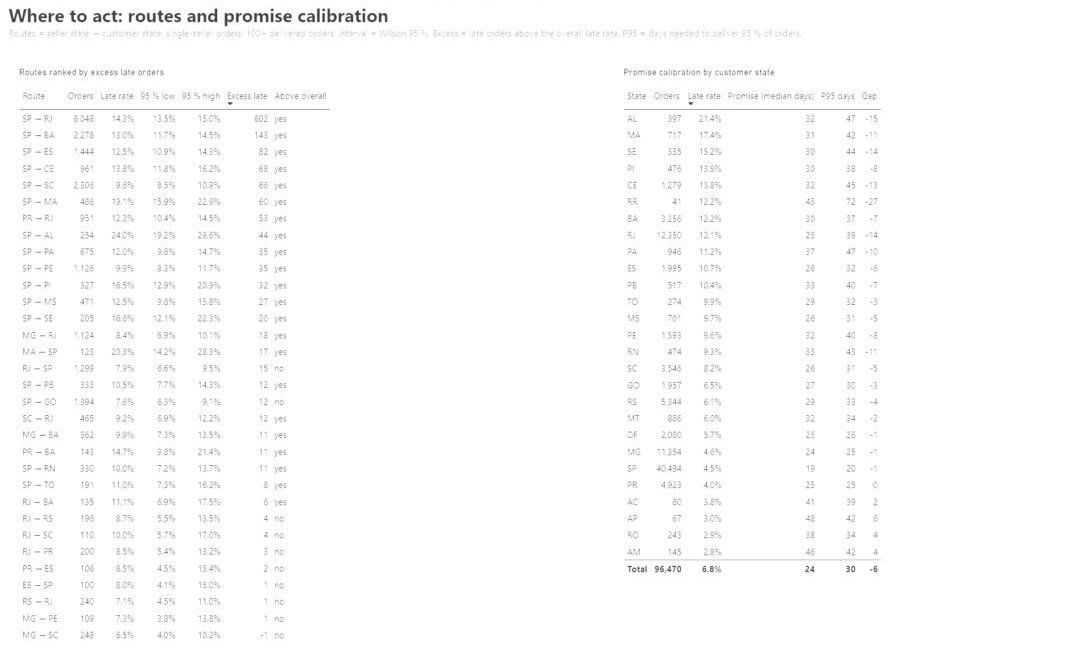 Where to act: routes and promise calibration
Routes = seller state — customer state, single-seller orders, 100+ delivered orders. Interval = Wilson 95 %. Excess = late orders above the overall late rate. P95 = days needed to deliver 95 % of orders.
Routes ranked by excess late orders
Route Orders Late rate 95 % low 95 % high Excess late Above overall
SP — RJ 8,048 14.3% 13.5% 15.0% 602 yes
SP — BA 2,278 13.0% 11.7% 14.5% 143 yes
SP — ES 1,444 12.5% 10.9% 14.3% 82 yes
SP — CE 961 13.8% 11.8% 16.2% 68 yes
SP — SC 2,306 9.6% 8.5% 10.9% 66 yes
SP — MA 486 19.1% 15.9% 22.9% 60 yes
PR — RJ 951 12.3% 10.4% 14.5% 53 yes
SP — AL 254 24.0% 19.2% 29.6% 44 yes
SP — PA 675 12.0% 9.8% 14.7% 35 yes
SP — PE 1,126 9.9% 8.3% 11.7% 35 yes
SP — PI 327 16.5% 12.9% 20.9% 32 yes
SP — MS 471 12.5% 9.8% 15.8% 27 yes
SP — SE 205 16.6% 12.1% 22.3% 20 yes
MG — RJ 1,124 8.4% 6.9% 10.1% 18 yes
MA — SP 123 20.3% 14.2% 28.3% 17 yes
RJ — SP 1,299 7.9% 6.6% 9.5% 15 no
SP — PB 333 10.5% 7.7% 14.3% 12 yes
SP — GO 1,394 7.6% 6.3% 9.1% 12 no
SC — RJ 465 9.2% 6.9% 12.2% 12 yes
MG — BA 362 9.9% 7.3% 13.5% 11 yes
PR — BA 143 14.7% 9.8% 21.4% 11 yes
SP — RN 330 10.0% 7.2% 13.7% 11 yes
SP — TO 191 11.0% 7.3% 16.2% 8 yes
RJ — BA 135 11.1% 6.9% 17.5% 6 yes
RJ — RS 196 8.7% 5.5% 13.5% 4 no
RJ — SC 110 10.0% 5.7% 17.0% 4 no
RJ — PR 200 8.5% 5.4% 13.2% 3 no
PR — ES 106 8.5% 4.5% 15.4% 2 no
ES — SP 100 8.0% 4.1% 15.0% 1 no
RS — RJ 240 7.1% 4.5% 11.0% 1 no
MG — PE 109 7.3% 3.8% 13.8% 1 no
MG — SC 248 6.5% 4.0% 10.2% -1 no
Promise calibration by customer state
State Orders Late rate Promise (median days) P95 days Gap
AL 397 21.4% 32 47 -15
MA 717 17.4% 31 42 -11
SE 335 15.2% 30 44 -14
PI 476 13.9% 30 38 -8
CE 1,279 13.8% 32 45 -13
RR 41 12.2% 45 72 -27
BA 3,256 12.2% 30 37 -7
RJ 12,350 12.1% 25 39 -14
PA 946 11.2% 37 47 -10
ES 1,995 10.7% 26 32 -6
PB 517 10.4% 33 40 -7
TO 274 9.9% 29 32 -3
MS 701 9.7% 26 31 -5
PE 1,593 9.6% 32 40 -8
RN 474 9.3% 33 43 -11
SC 3,546 8.2% 26 31 -5
GO 1,957 6.5% 27 30 -3
RS 5,344 6.1% 29 33 -4
MT 886 6.0% 32 34 -2
DF 2,080 5.7% 25 26 -1
MG 11,354 4.6% 24 25 -1
SP 40,494 4.5% 19 20 -1
PR 4,923 4.0% 25 25 0
AC 80 3.8% 41 39 2
AP 67 3.0% 48 42 6
RO 243 2.9% 38 34 4
AM 145 2.8% 46 42 4
Total 96,470 6.8% 24 30 -6